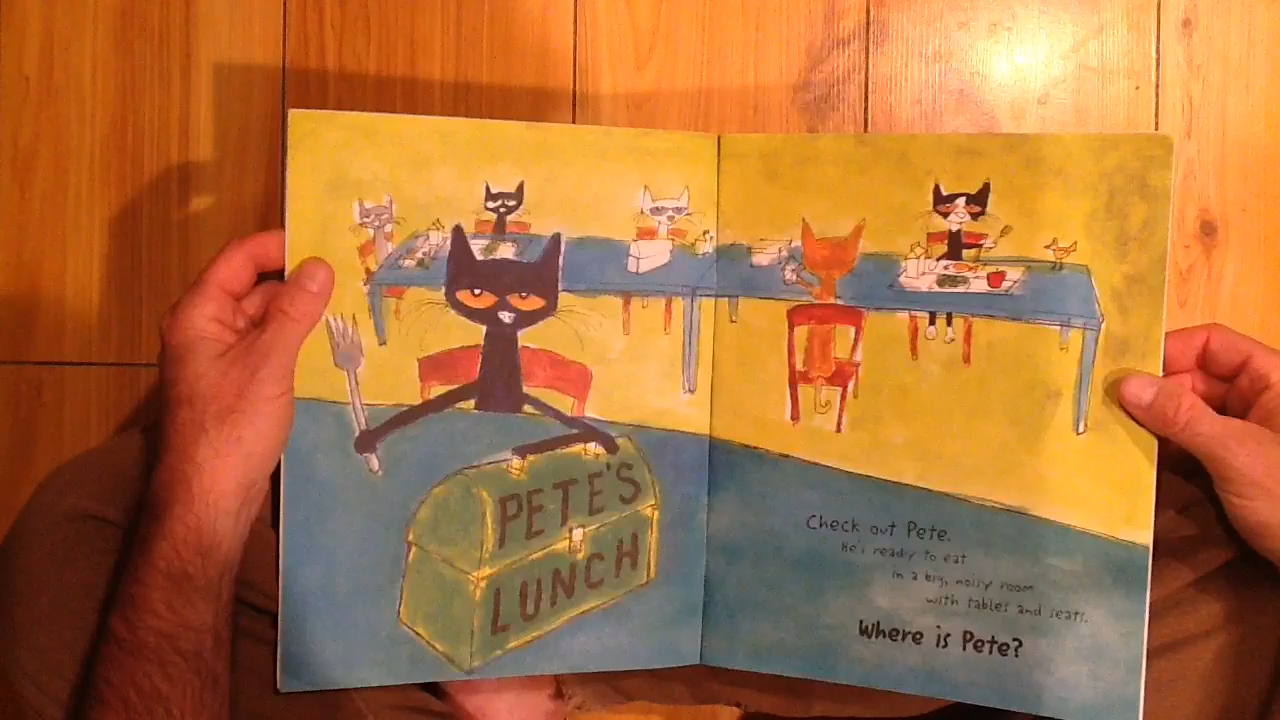 PETE'S
LUNCH
Check out Pete.
He's ready to eat
in a big, noisy room
with tables and seats.
Where is Pete?